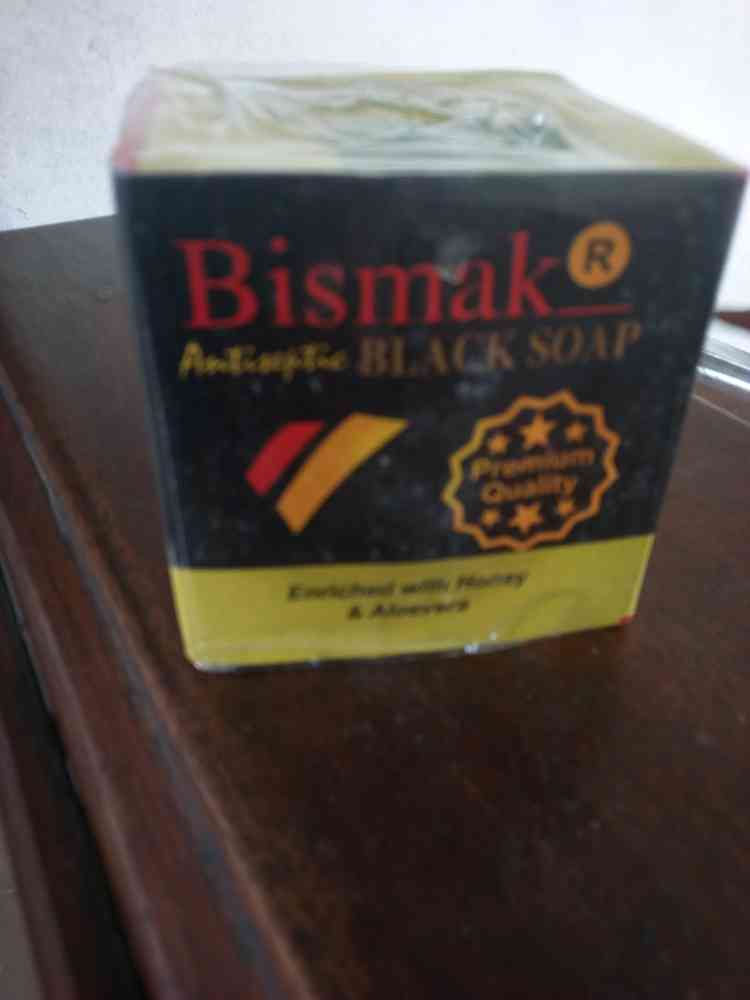 Bismak ®
Antiseptic BLACK SOAP
Premium
Quality
Enriched with Honey
& Aloevera